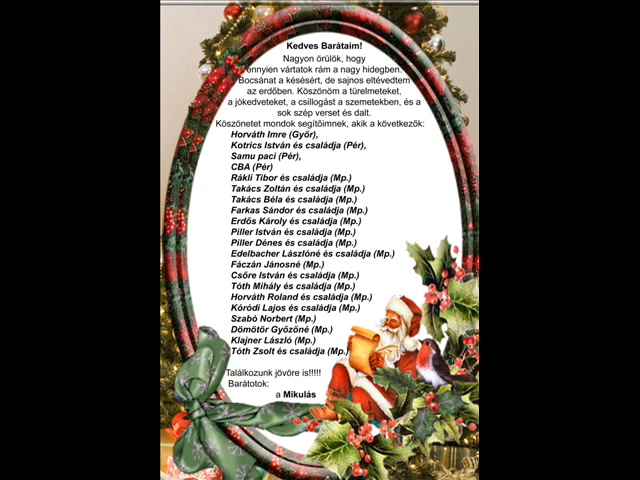 Kedves Barátaim!
Nagyon örülök, hogy
ennyien vártatok rám a nagy hidegben.
Bocsánat a késésért, de sajnos eltévedtem
az erdőben. Köszönöm a türelmeteket,
a jókedveteket, a csillogást a szemetekben, és a
sok szép verset és dalt.
Köszönetet mondok segítőimnek, akik a következők:
Horváth Imre (Győr),
Kotrics István és családja (Pér),
Samu paci (Pér),
CBA (Pér)
Rákli Tibor és családja (Mp.)
Takács Zoltán és családja (Mp.)
Takács Béla és családja (Mp.)
Farkas Sándor és családja (Mp.)
Erdős Károly és családja (Mp.)
Piller István és családja (Mp.)
Piller Dénes és családja (Mp.)
Edelbacher Lászlóné és családja (Mp.)
Fáczán Jánosné (Mp.)
Csőre István és családja (Mp.)
Tóth Mihály és családja (Mp.)
Horváth Roland és családja (Mp.)
Kóródi Lajos és családja (Mp.)
Szabó Norbert (Mp.)
Dömötör Győzőné (Mp.)
Klajner László (Mp.)
Tóth Zsolt és családja (Mp.)
Találkozunk jövöre is!!!!!
Barátotok:
a Mikulás